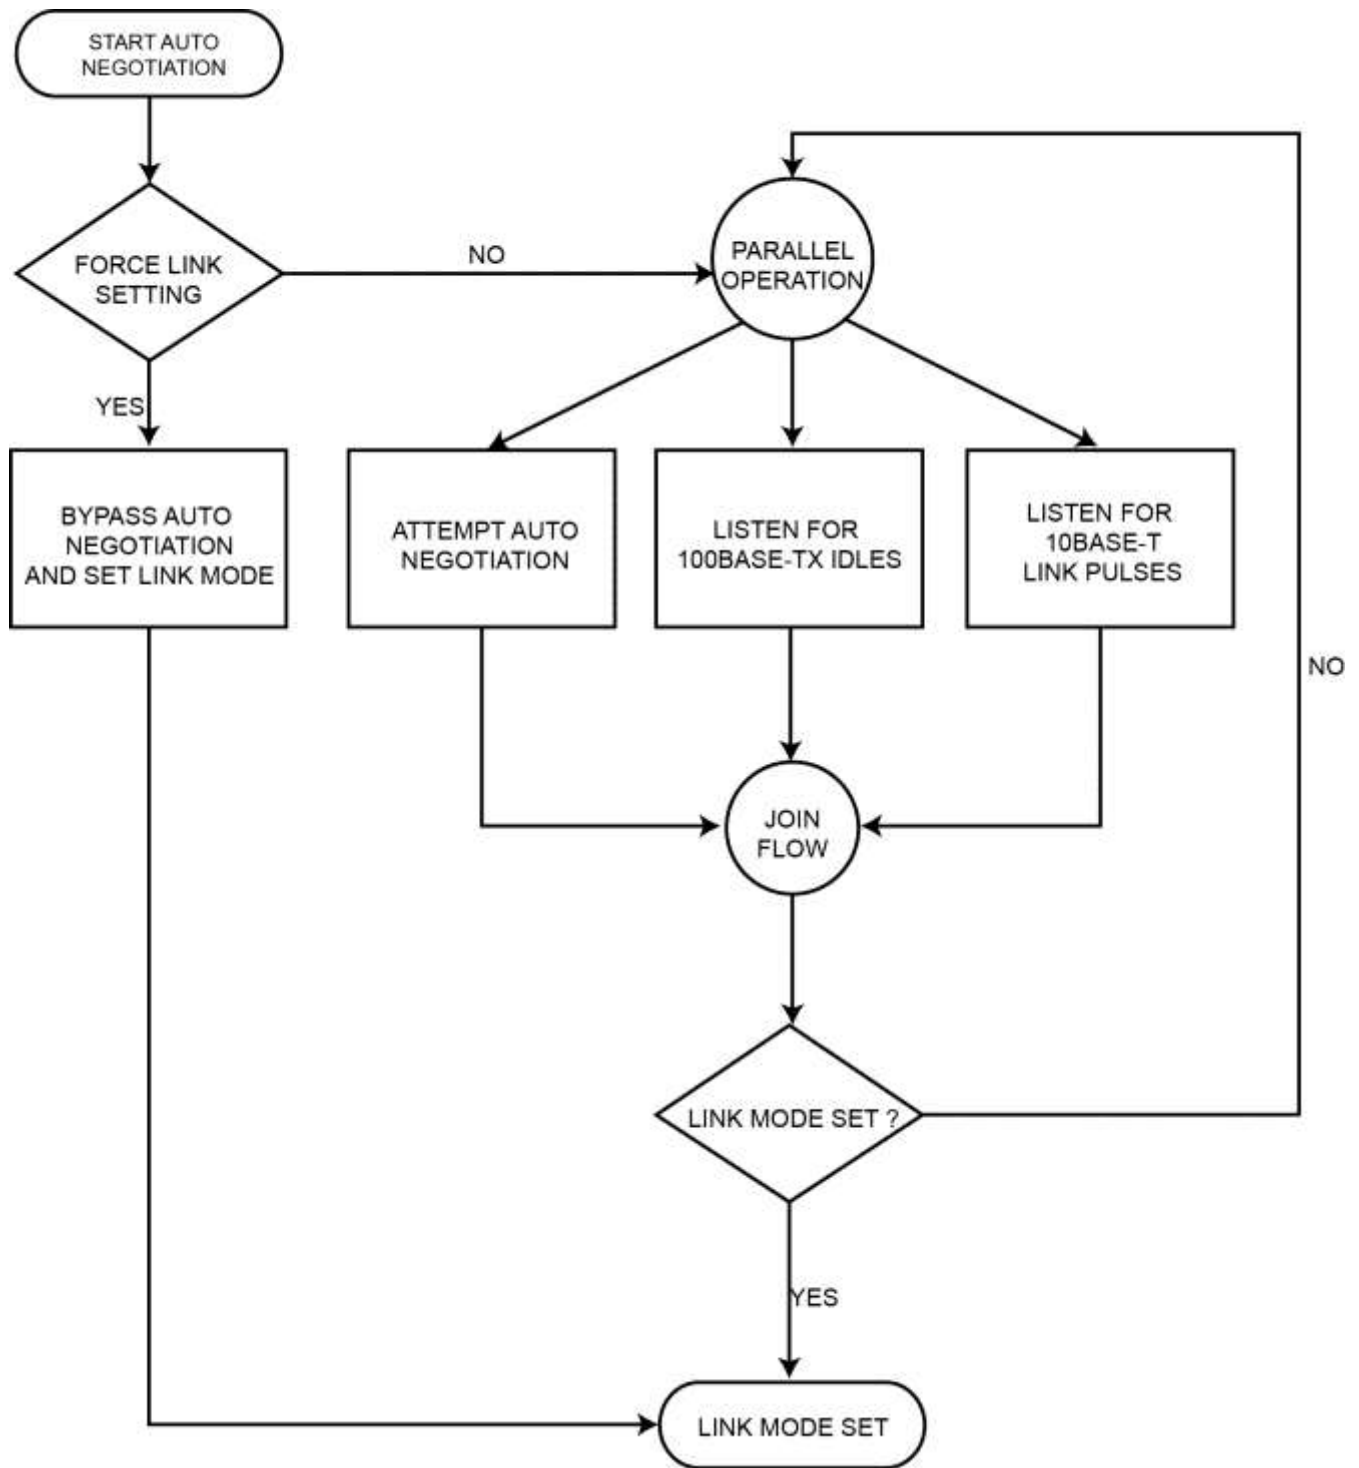 START AUTO
NEGOTIATION
FORCE LINK
SETTING
NO
PARALLEL
OPERATION
YES
BYPASS AUTO
NEGOTIATION
AND SET LINK MODE
ATTEMPT AUTO
NEGOTIATION
LISTEN FOR
100BASE-TX IDLES
LISTEN FOR
10BASE-T
LINK PULSES
NO
JOIN
FLOW
LINK MODE SET ?
YES
LINK MODE SET